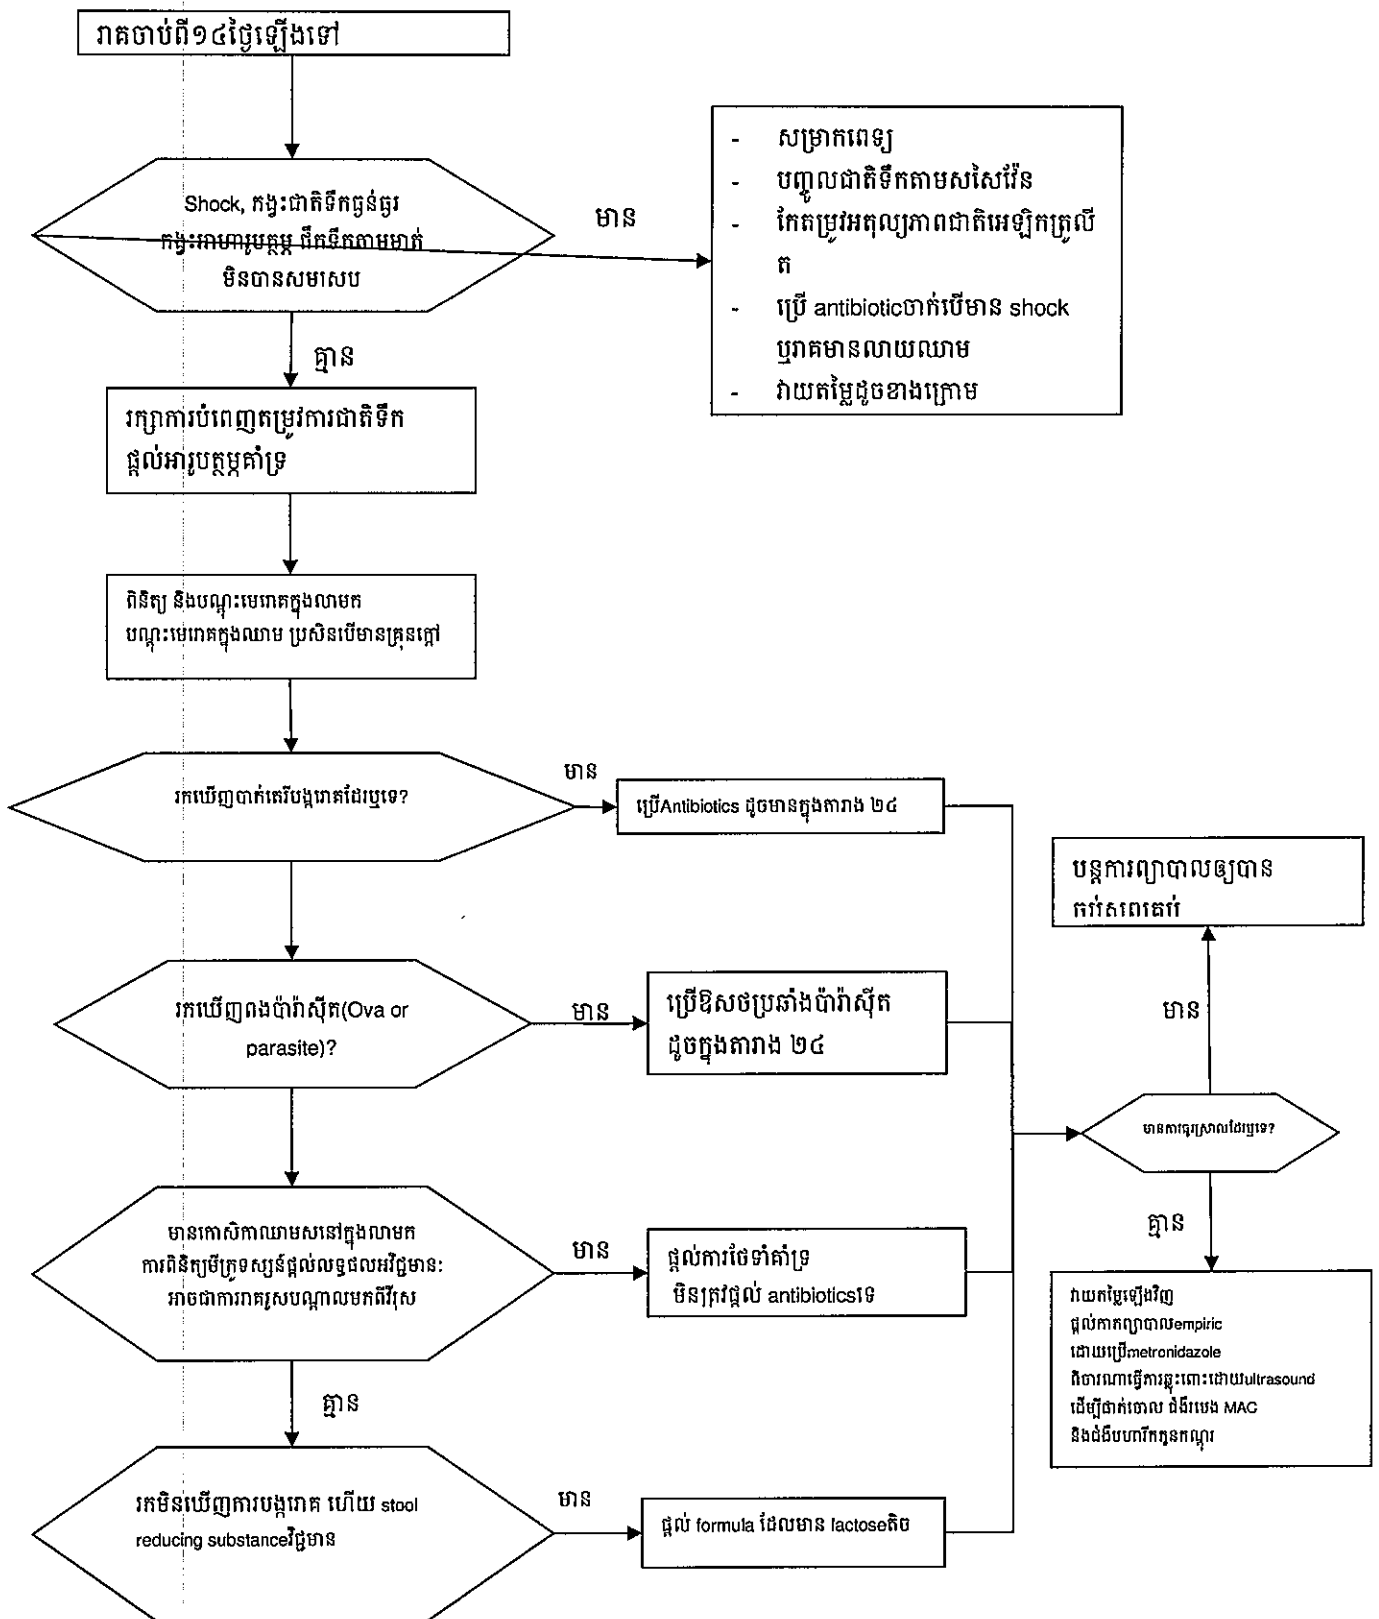 រាគចាប់ពី១៤ថ្ងៃឡើងទៅ
Shock, កង្វះជាតិទឹកធ្ងន់ធ្ងរ
កង្វះអាហារូបត្ថម្ភ ផឹកទឹកតាមមាត់
មិនបានសមស្រប
មាន
- សម្រាកពេទ្យ
- បញ្ចូលជាតិទឹកតាមសសៃវ៉ែន
- កែតម្រូវអតុល្យភាពជាតិអេឡិកត្រូលី
ត
- ប្រើ antibioticចាក់បើមាន shock
ឬរាគមានលាយឈាម
- វាយតម្លៃដូចខាងក្រោម
គ្មាន
រក្សាការបំពេញតម្រូវការជាតិទឹក
ផ្តល់អារូបត្ថម្ភគាំទ្រ
ពិនិត្យ និងបណ្តុះមេរោគក្នុងលាមក
បណ្តុះមេរោគក្នុងឈាម ប្រសិនបើមានគ្រុនក្តៅ
រកឃើញបាក់តេរីបង្ករោគដែរឬទេ?
មាន
ប្រើAntibiotics ដូចមានក្នុងតារាង ២៤
រកឃើញពងប៉ារ៉ាស៊ីត(Ova or
parasite)?
មាន
ប្រើឱសថប្រឆាំងប៉ារ៉ាស៊ីត
ដូចក្នុងតារាង ២៤
បន្តការព្យាបាលឲ្យបាន
មាន
មានការធូរស្រាលដែរឬទេ?
គ្មាន
វាយតម្លៃឡើងវិញ
ផ្តល់កាតព្យាបាលempiric
ដោយប្រើmetronidazole
ពិចារណាធ្វើការឆ្លុះពោះដោយultrasound
ដើម្បីផាក់ចោល ជំងឺរបេង MAC
និងជំងឺមហារីកកូនកណ្តុរ
មានកោសិកាឈាមសនៅក្នុងលាមក
ការពិនិត្យមីក្រូទស្សន៍ផ្តល់លទ្ធផលអវិជ្ជមាន:
អាចជាការរាគរូសបណ្តាលមកពីវីរុស
មាន
ផ្តល់ការថែទាំគាំទ្រ
មិនត្រូវផ្តល់ antibioticsទេ
គ្មាន
រកមិនឃើញការបង្ករោគ ហើយ stool
reducing substanceវិជ្ជមាន
មាន
ផ្តល់ formula ដែលមាន lactoseតិច